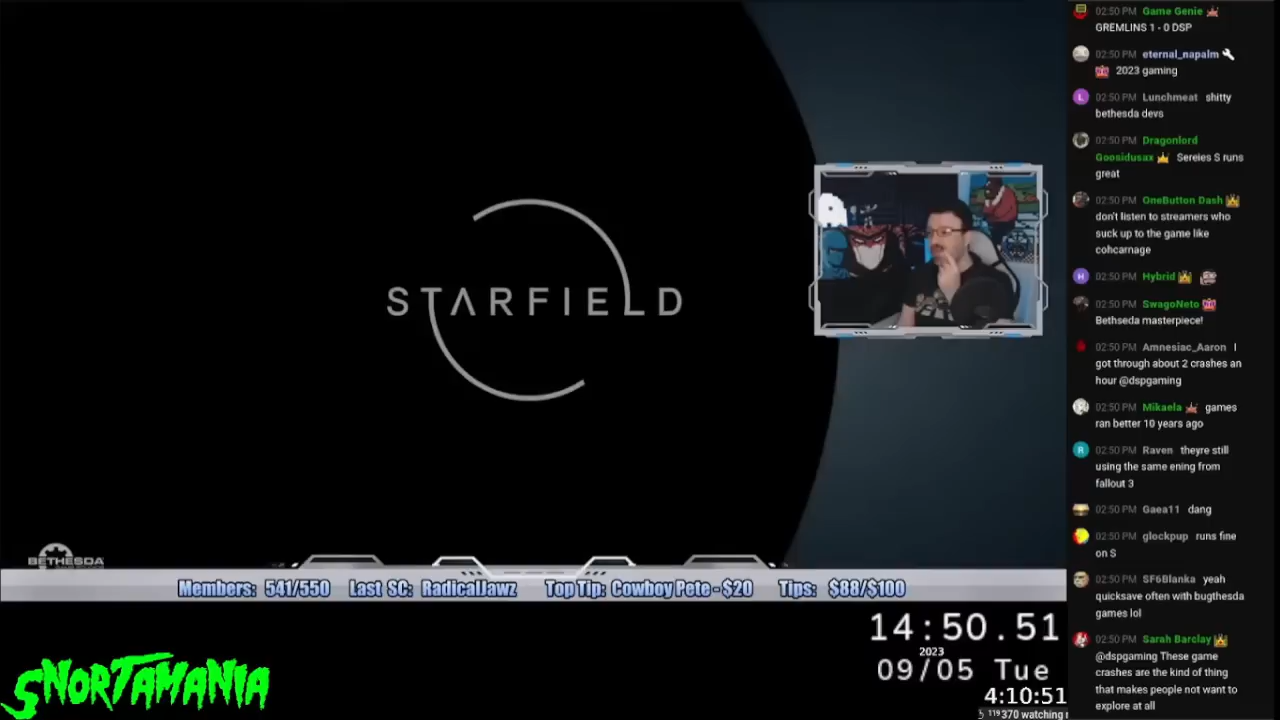 STARFIELD
BETHESDA
Members: 541/550 Last SC: RadicalJawz Top Tip: Cowboy Pete - $20 Tips: $88/$100
SNORTAMANIA
14:50.51
2023
09/05 Tue
4:10:51
370 watching
02:50 PM Game Genie
GREMLINS 1 - 0 DSP
02:50 PM eternal_napalm
2023 gaming
02:50 PM Lunchmeat shitty
bethesda devs
02:50 PM Dragonlord
Goosidusax Sereies S runs
great
02:50 PM OneButton Dash
don't listen to streamers who
suck up to the game like
cohcarnage
02:50 PM Hybrid
02:50 PM SwagoNeto
Bethseda masterpiece!
02:50 PM Amnesiac_Aaron I
got through about 2 crashes an
hour @dspgaming
02:50 PM Mikaela games
ran better 10 years ago
02:50 PM Raven theyre still
using the same ening from
fallout 3
02:50 PM Gaea11 dang
02:50 PM glockpup runs fine
on S
02:50 PM SF6Blanka yeah
quicksave often with bugthesda
games lol
02:50 PM Sarah Barclay
@dspgaming These game
crashes are the kind of thing
that makes people not want to
explore at all